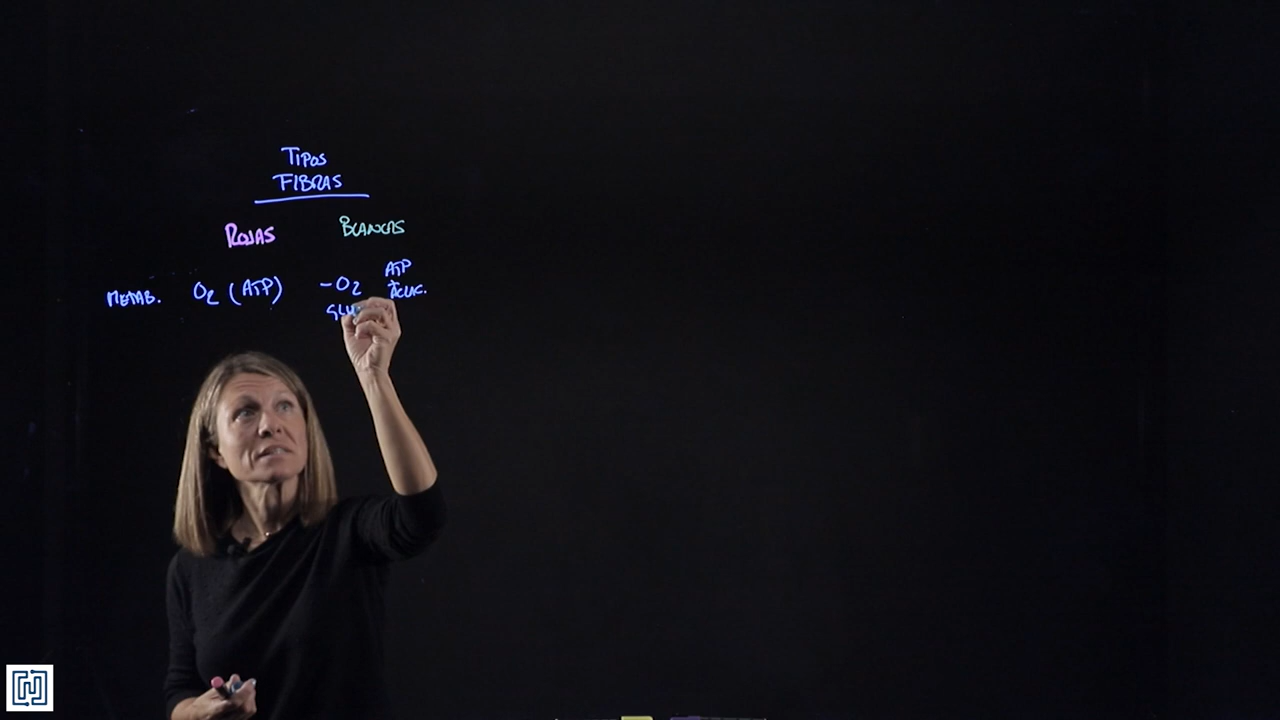 TIPOS
FIBRAS
ROJAS BLANCAS
METAB. O2 (ATP) -O2 ATP